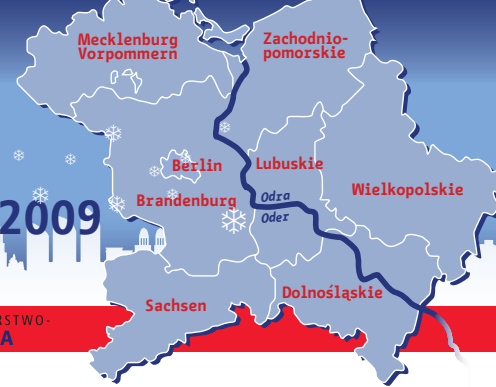 Mecklenburg
Vorpommern
Zachodnio-
pomorskie
Berlin
Lubuskie
Brandenburg
Wielkopolskie
2009
Odra
Oder
Sachsen
Dolnośląskie
RSTWO-
A